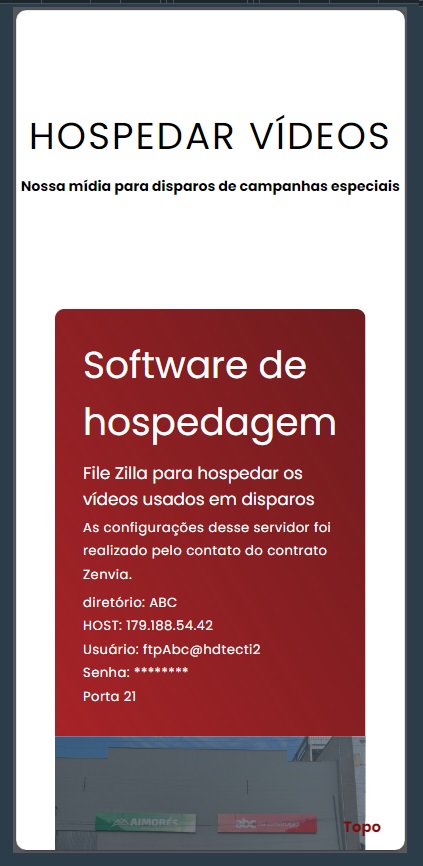 HOSPEDAR VÍDEOS
Nossa mídia para disparos de campanhas especiais
Software de
hospedagem
File Zilla para hospedar os
vídeos usados em disparos
As configurações desse servidor foi
realizado pelo contato do contrato
Zenvia.
diretório: ABC
HOST: 179.188.54.42
Usuário: ftpAbc@hdtecti2
Senha: ********
Porta 21
AIMORÉS
abc
Topo